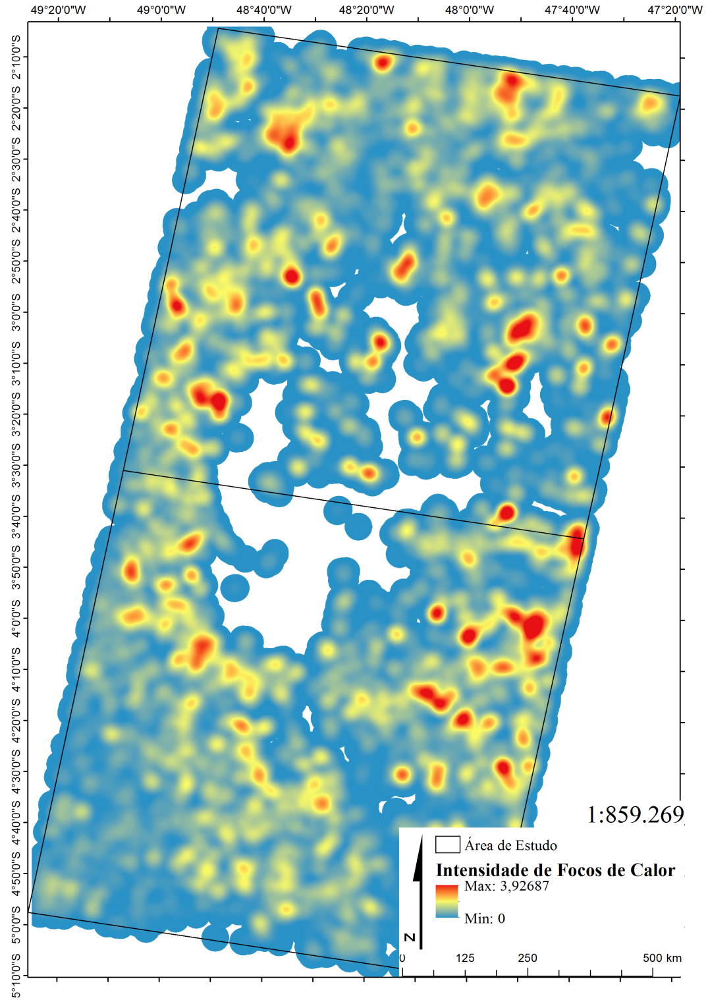 49°20'0"W 49°0'0"W 48°40'0"W 48°20'0"W 48°0'0"W 47°40'0"W 47°20'0"W
2°10'0"S
2°20'0"S
2°30'0"S
2°40'0"S
2°50'0"S
3°0'0"S
3°10'0"S
3°20'0"S
3°30'0"S
3°40'0"S
3°50'0"S
4°0'0"S
4°10'0"S
4°20'0"S
4°30'0"S
4°40'0"S
4°50'0"S
5°0'0"S
5°10'0"S
1:859.269
Área de Estudo
Intensidade de Focos de Calor
Max: 3,92687
Min: 0
N
0 125 250 500 km